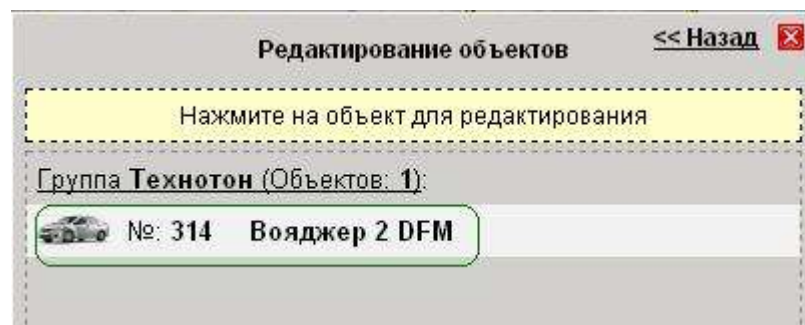 Редактирование объектов
<< Назад
Нажмите на объект для редактирования
Группа Технотон (Объектов: 1):
№: 314 Вояджер 2 DFM